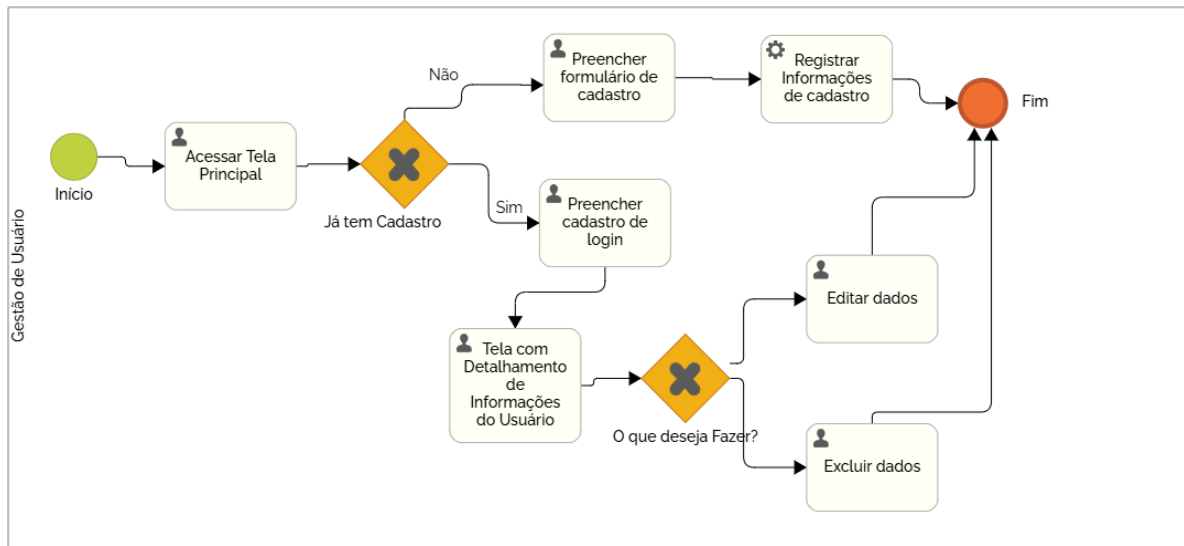 Gestão de Usuário
Início
Acessar Tela
Principal
Já tem Cadastro
Não
Preencher
formulário de
cadastro
Registrar
Informações
de cadastro
Fim
Sim
Preencher
cadastro de
login
Tela com
Detalhamento
de
Informações
do Usuário
O que deseja Fazer?
Editar dados
Excluir dados